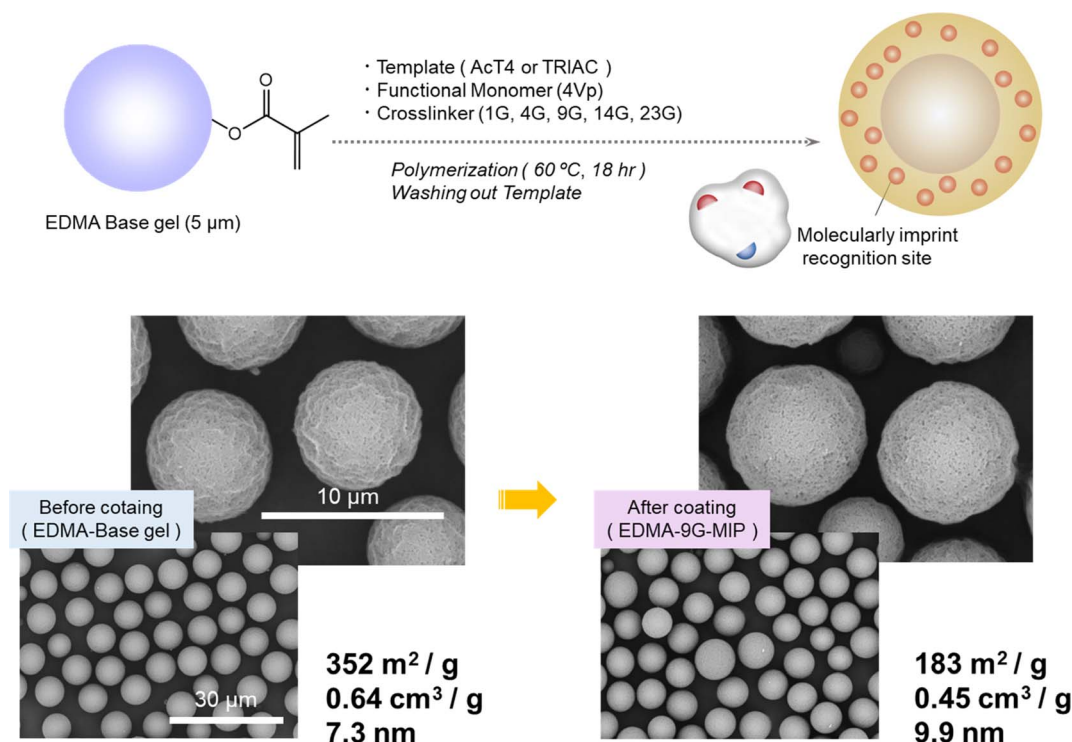 O
O
・Template ( AcT4 or TRIAC )
・Functional Monomer (4Vp)
・Crosslinker (1G, 4G, 9G, 14G, 23G)
Polymerization ( 60 ºC, 18 hr )
Washing out Template
EDMA Base gel (5 μm)
Molecularly imprint
recognition site
10 μm
Before cotaing
( EDMA-Base gel )
30 μm
352 m² / g
0.64 cm³ / g
7.3 nm
After coating
( EDMA-9G-MIP )
183 m² / g
0.45 cm³ / g
9.9 nm